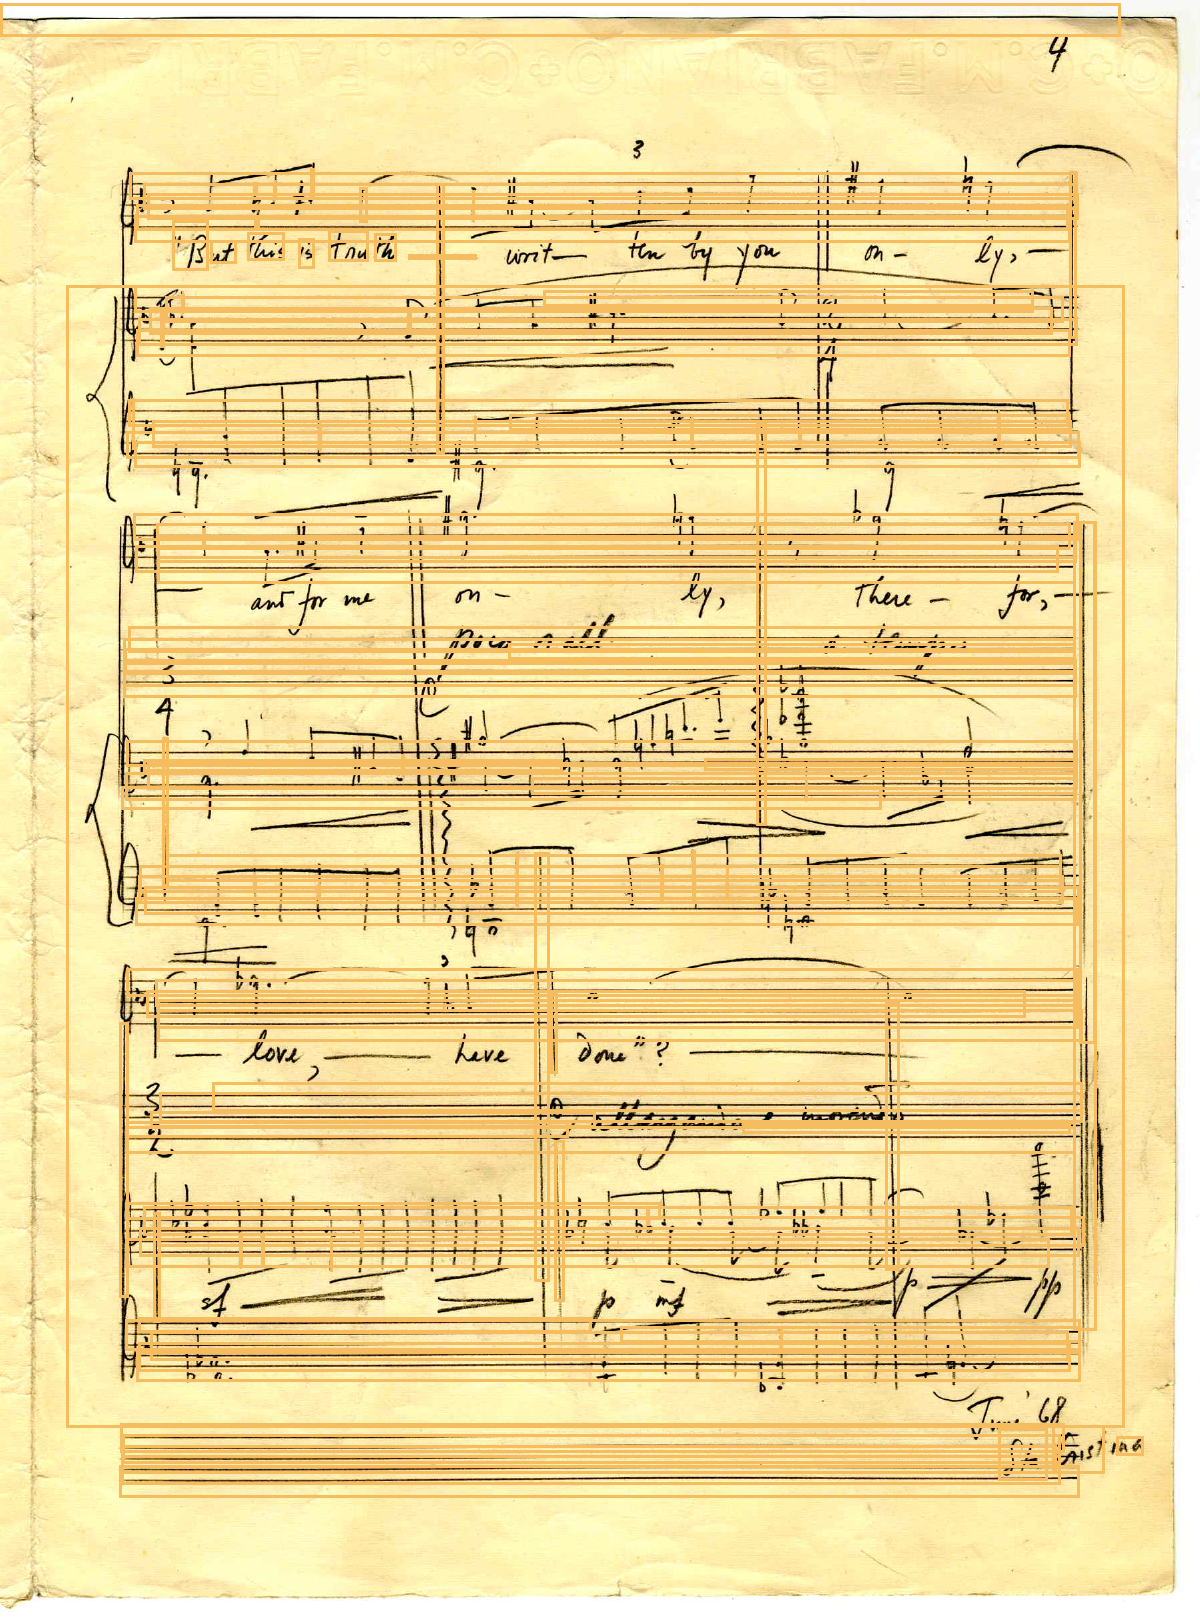 4
3
"But this is truth writ— ten by you on— ly,—
— and for me on— ly, There— for,—
poco rall a tempo
3
4
— love, — have done"? —
3
2
allargando e morendo
sf p mf p pp
June '68